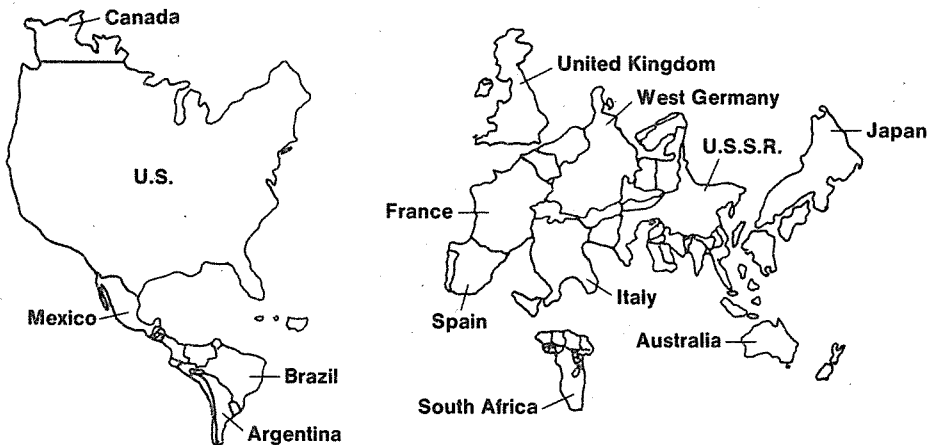 Canada
U.S.
Mexico
Brazil
Argentina
United Kingdom
West Germany
U.S.S.R.
Japan
France
Spain
Italy
Australia
South Africa